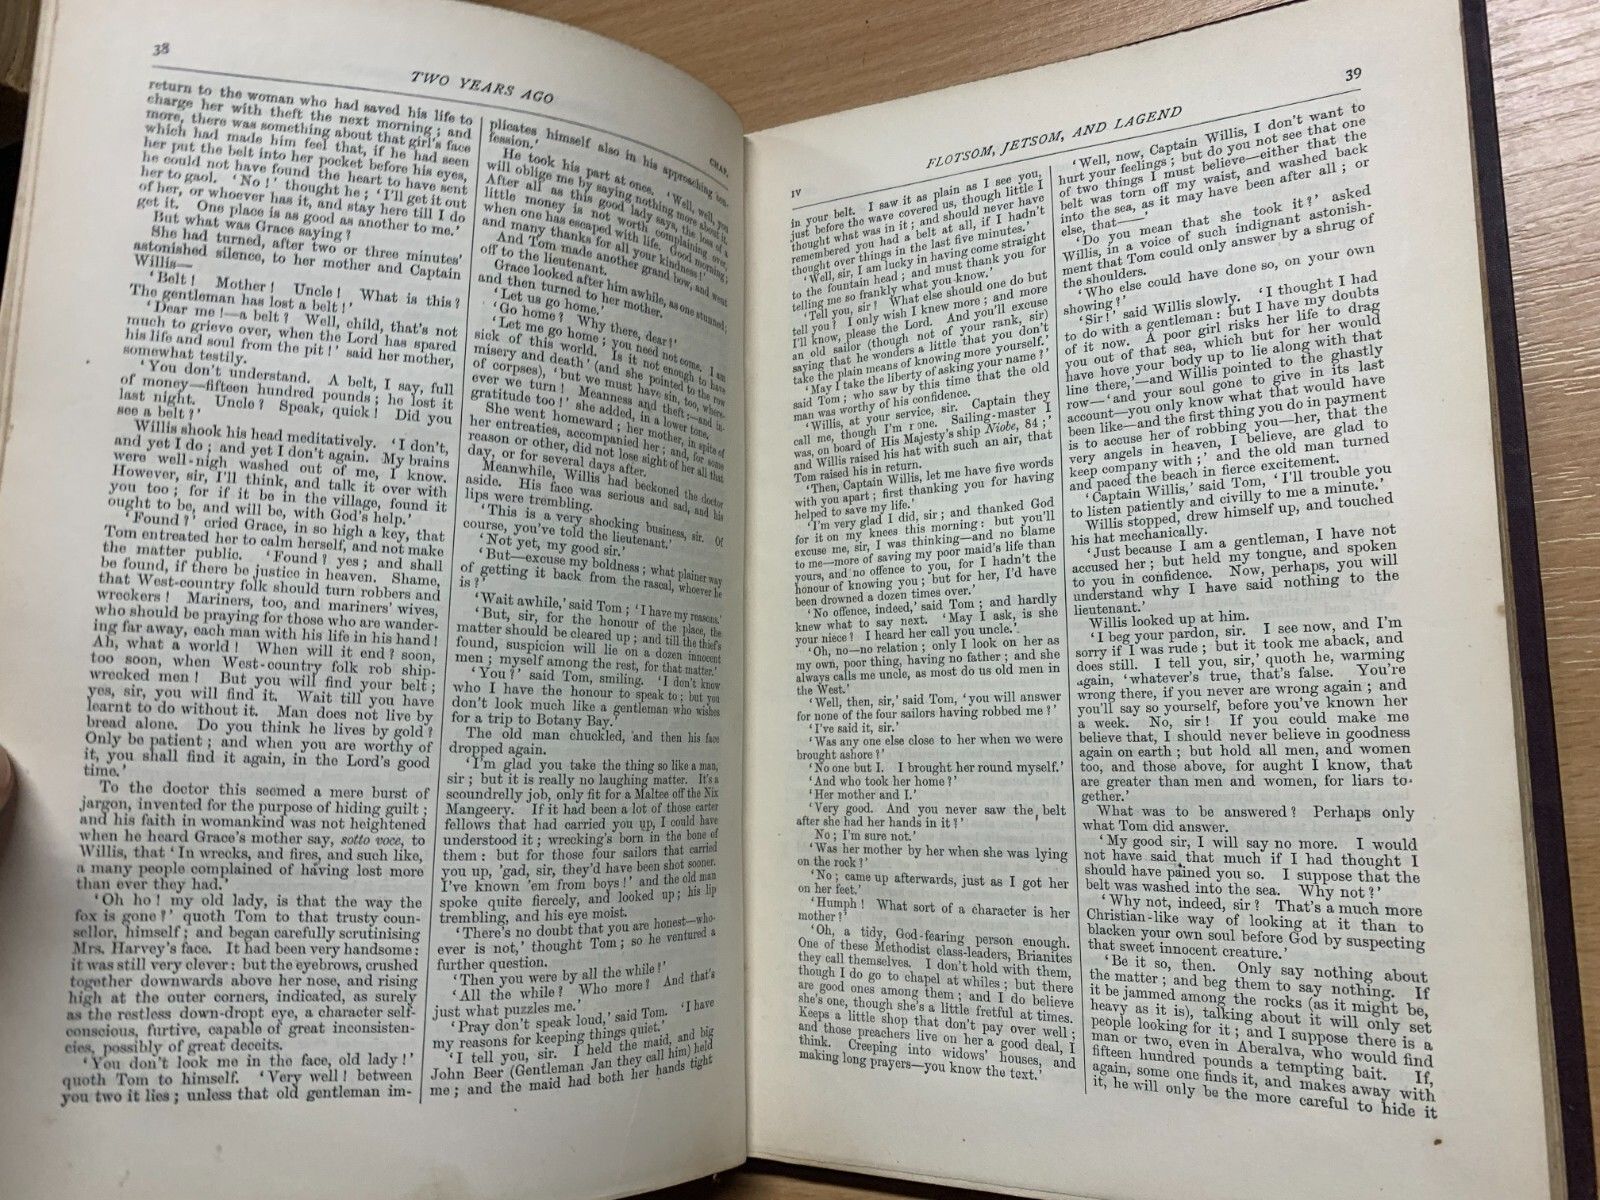 38
TWO YEARS AGO
CHAP.
return to the woman who had saved his life to
charge her with theft the next morning; and
more, there was something about that girl's face
which had made him feel that, if he had seen
her put the belt into her pocket before his eyes,
he could not have found the heart to have sent
her to gaol. 'No!' thought he; 'I'll get it out
of her, or whoever has it, and stay here till I do
get it. One place is as good as another to me.'
But what was Grace saying?
She had turned, after two or three minutes'
astonished silence, to her mother and Captain
Willis—
'Belt! Mother! Uncle! What is this?
The gentleman has lost a belt!'
'Dear me!—a belt? Well, child, that's not
much to grieve over, when the Lord has spared
his life and soul from the pit!' said her mother,
somewhat testily.
'You don't understand. A belt, I say, full
of money—fifteen hundred pounds; he lost it
last night. Uncle? Speak, quick! Did you
see a belt?'
Willis shook his head meditatively. 'I don't,
and yet I do; and yet I don't again. My brains
were well-nigh washed out of me, I know.
However, sir, I'll think, and talk it over with
you too; for if it be in the village, found it
ought to be, and will be, with God's help.'
'Found?' cried Grace, in so high a key, that
Tom entreated her to calm herself, and not make
the matter public. 'Found? yes; and shall
be found, if there be justice in heaven. Shame,
that West-country folk should turn robbers and
wreckers! Mariners, too, and mariners' wives,
who should be praying for those who are wander-
ing far away, each man with his life in his hand!
Ah, what a world! When will it end? soon,
too soon, when West-country folk rob ship-
wrecked men! But you will find your belt;
yes, sir, you will find it. Wait till you have
learnt to do without it. Man does not live by
bread alone. Do you think he lives by gold?
Only be patient; and when you are worthy of
it, you shall find it again, in the Lord's good
time.'
To the doctor this seemed a mere burst of
jargon, invented for the purpose of hiding guilt;
and his faith in womankind was not heightened
when he heard Grace's mother say, sotto voce, to
Willis, that 'In wrecks, and fires, and such like,
a many people complained of having lost more
than ever they had.'
'Oh ho! my old lady, is that the way the
fox is gone?' quoth Tom to that trusty coun-
sellor, himself; and began carefully scrutinising
Mrs. Harvey's face. It had been very handsome:
it was still very clever: but the eyebrows, crushed
together downwards above her nose, and rising
high at the outer corners, indicated, as surely
as the restless down-dropt eye, a character self-
conscious, furtive, capable of great inconsisten-
cies, possibly of great deceits.
'You don't look me in the face, old lady!'
quoth Tom to himself. 'Very well! between
you two it lies; unless that old gentleman im-
plicates himself also in his approaching con-
fession.'
He took his part at once. 'Well, well, you
will oblige me by saying nothing more about it.
After all as this good lady says, the loss of a
little money is not worth complaining over
when one has escaped with life. Good morning;
and many thanks for all your kindness!'
And Tom made another grand bow, and went
off to the lieutenant.
Grace looked after him awhile, as one stunned;
and then turned to her mother.
'Let us go home.'
'Go home? Why there, dear?'
'Let me go home; you need not come. I am
sick of this world. Is it not enough to have
misery and death' (and she pointed to the row
of corpses), 'but we must have sin, too, where-
ever we turn! Meanness and theft:—and in-
gratitude too!' she added, in a lower tone.
She went homeward; her mother, in spite of
her entreaties, accompanied her; and, for some
reason or other, did not lose sight of her all that
day, or for several days after.
Meanwhile, Willis had beckoned the doctor
aside. His face was serious and sad, and his
lips were trembling.
'This is a very shocking business, sir. Of
course, you've told the lieutenant.'
'Not yet, my good sir.'
'But—excuse my boldness; what plainer way
of getting it back from the rascal, whoever he
is?'
'Wait awhile,' said Tom; 'I have my reasons.'
'But, sir, for the honour of the place, the
matter should be cleared up; and till the thief's
found, suspicion will lie on a dozen innocent
men; myself among the rest, for that matter.'
'You?' said Tom, smiling. 'I don't know
who I have the honour to speak to; but you
don't look much like a gentleman who wishes
for a trip to Botany Bay.'
The old man chuckled, and then his face
dropped again.
'I'm glad you take the thing so like a man,
sir; but it is really no laughing matter. It's a
scoundrelly job, only fit for a Maltee off the Nix
Mangeery. If it had been a lot of those carter
fellows that had carried you up, I could have
understood it; wrecking's born in the bone of
them: but for those four sailors that carried
you up, 'gad, sir, they'd have been shot sooner.
I've known 'em from boys!' and the old man
spoke quite fiercely, and looked up; his lip
trembling, and his eye moist.
'There's no doubt that you are honest—who-
ever is not,' thought Tom; so he ventured a
further question.
'Then you were by all the while!'
'All the while? Who more? And that's
just what puzzles me.'
'Pray don't speak loud,' said Tom. 'I have
my reasons for keeping things quiet.'
'I tell you, sir. I held the maid, and big
John Beer (Gentleman Jan they call him) held
me; and the maid had both her hands tight
39
FLOTSOM, JETSOM, AND LAGEND
IV
in your belt. I saw it as plain as I see you,
just before the wave covered us, though little I
thought what was in it; and should never have
remembered you had a belt at all, if I hadn't
thought over things in the last five minutes.'
'Well, sir, I am lucky in having come straight
to the fountain head; and must thank you for
telling me so frankly what you know.'
'Tell you, sir! What else should one do but
tell you? I only wish I knew more; and more
I'll know, please the Lord. And you'll excuse
an old sailor (though not of your rank, sir)
saying that he wonders a little that you don't
take the plain means of knowing more yourself.'
'May I take the liberty of asking your name?'
said Tom; who saw by this time that the old
man was worthy of his confidence.
'Willis, at your service, sir. Captain they
call me, though I'm none. Sailing-master I
was, on board of His Majesty's ship Niobe, 84;'
and Willis raised his hat with such an air, that
Tom raised his in return.
'Then, Captain Willis, let me have five words
with you apart; first thanking you for having
helped to save my life.'
'I'm very glad I did, sir; and thanked God
for it on my knees this morning: but you'll
excuse me, sir, I was thinking—and no blame
to me—more of saving my poor maid's life than
yours, and no offence to you, for I hadn't the
honour of knowing you; but for her, I'd have
been drowned a dozen times over.'
'No offence, indeed,' said Tom; and hardly
knew what to say next. 'May I ask, is she
your niece? I heard her call you uncle.'
'Oh, no—no relation; only I look on her as
my own, poor thing, having no father; and she
always calls me uncle, as most do us old men in
the West.'
'Well, then, sir,' said Tom, 'you will answer
for none of the four sailors having robbed me?'
'I've said it, sir.'
'Was any one else close to her when we were
brought ashore?'
'No one but I. I brought her round myself.'
'And who took her home?'
'Her mother and I.'
'Very good. And you never saw the belt
after she had her hands in it?'
'No; I'm sure not.'
'Was her mother by her when she was lying
on the rock?'
'No; came up afterwards, just as I got her
on her feet.'
'Humph! What sort of a character is her
mother?'
'Oh, a tidy, God-fearing person enough.
One of these Methodist class-leaders, Brianites
they call themselves. I don't hold with them,
though I do go to chapel at whiles; but there
are good ones among them; and I do believe
she's one, though she's a little fretful at times.
Keeps a little shop that don't pay over well;
and those preachers live on her a good deal, I
think. Creeping into widows' houses, and
making long prayers—you know the text.'
'Well, now, Captain Willis, I don't want to
hurt your feelings; but do you not see that one
of two things I must believe—either that the
belt was torn off my waist, and washed back
into the sea, as it may have been after all; or
else, that——'
'Do you mean that she took it?' asked
Willis, in a voice of such indignant astonish-
ment that Tom could only answer by a shrug of
the shoulders.
'Who else could have done so, on your own
showing?'
'Sir!' said Willis slowly. 'I thought I had
to do with a gentleman: but I have my doubts
of it now. A poor girl risks her life to drag
you out of that sea, which but for her would
have hove your body up to lie along with that
line there,'—and Willis pointed to the ghastly
row—'and your soul gone to give in its last
account—you only know what that would have
been like—and the first thing you do in payment
is to accuse her of robbing you—her, that the
very angels in heaven, I believe, are glad to
keep company with;' and the old man turned
and paced the beach in fierce excitement.
'Captain Willis,' said Tom, 'I'll trouble you
to listen patiently and civilly to me a minute.'
Willis stopped, drew himself up, and touched
his hat mechanically.
'Just because I am a gentleman, I have not
accused her; but held my tongue, and spoken
to you in confidence. Now, perhaps, you will
understand why I have said nothing to the
lieutenant.'
Willis looked up at him.
'I beg your pardon, sir. I see now, and I'm
sorry if I was rude; but it took me aback, and
does still. I tell you, sir,' quoth he, warming
again, 'whatever's true, that's false. You're
wrong there, if you never are wrong again; and
you'll say so yourself, before you've known her
a week. No, sir! If you could make me
believe that, I should never believe in goodness
again on earth; but hold all men, and women
too, and those above, for aught I know, that
are greater than men and women, for liars to-
gether.'
What was to be answered? Perhaps only
what Tom did answer.
'My good sir, I will say no more. I would
not have said that much if I had thought I
should have pained you so. I suppose that the
belt was washed into the sea. Why not?'
'Why not, indeed, sir? That's a much more
Christian-like way of looking at it than to
blacken your own soul before God by suspecting
that sweet innocent creature.'
'Be it so, then. Only say nothing about
the matter; and beg them to say nothing. If
it be jammed among the rocks (as it might be,
heavy as it is), talking about it will only set
people looking for it; and I suppose there is a
man or two, even in Aberalva, who would find
fifteen hundred pounds a tempting bait. If,
again, some one finds it, and makes away with
it, he will only be the more careful to hide it